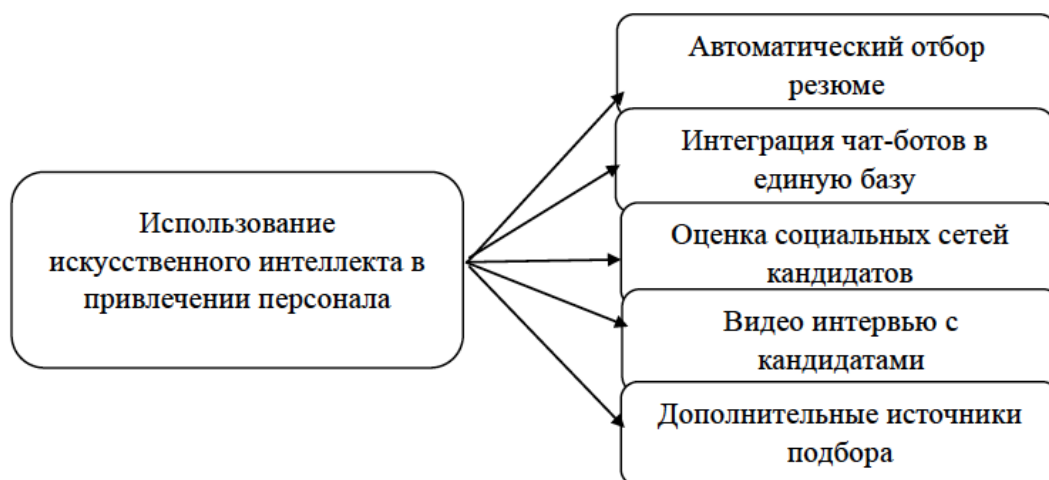 Использование
искусственного интеллекта в
привлечении персонала
Автоматический отбор
резюме
Интеграция чат-ботов в
единую базу
Оценка социальных сетей
кандидатов
Видео интервью с
кандидатами
Дополнительные источники
подбора